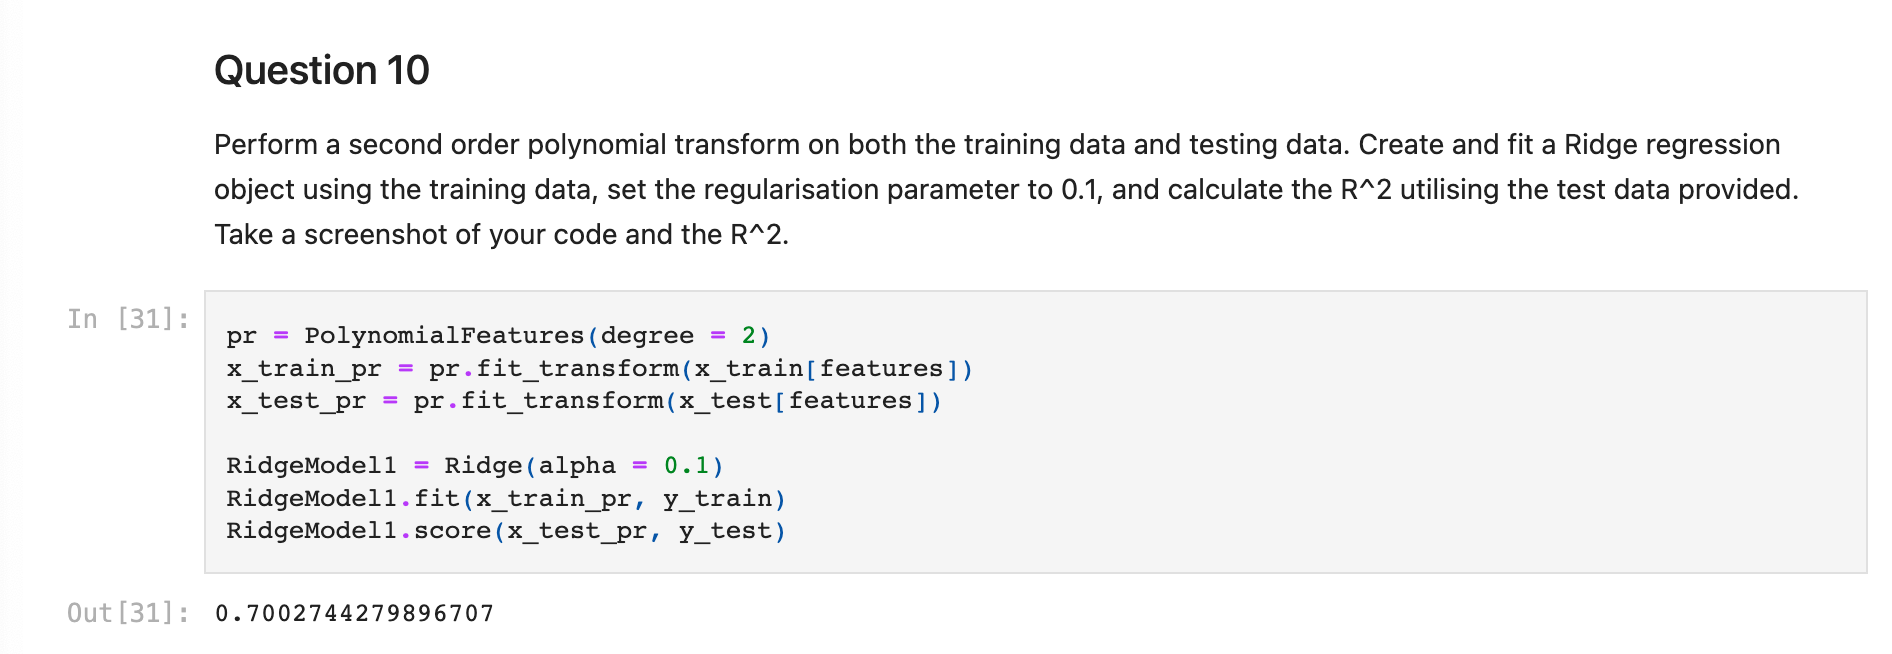 Question 10
Perform a second order polynomial transform on both the training data and testing data. Create and fit a Ridge regression
object using the training data, set the regularisation parameter to 0.1, and calculate the R^2 utilising the test data provided.
Take a screenshot of your code and the R^2.
In [31]:
pr = PolynomialFeatures(degree = 2)
x_train_pr = pr.fit_transform(x_train[features])
x_test_pr = pr.fit_transform(x_test[features])
RidgeModel1 = Ridge(alpha = 0.1)
RidgeModel1.fit(x_train_pr, y_train)
RidgeModel1.score(x_test_pr, y_test)
Out[31]: 0.7002744279896707